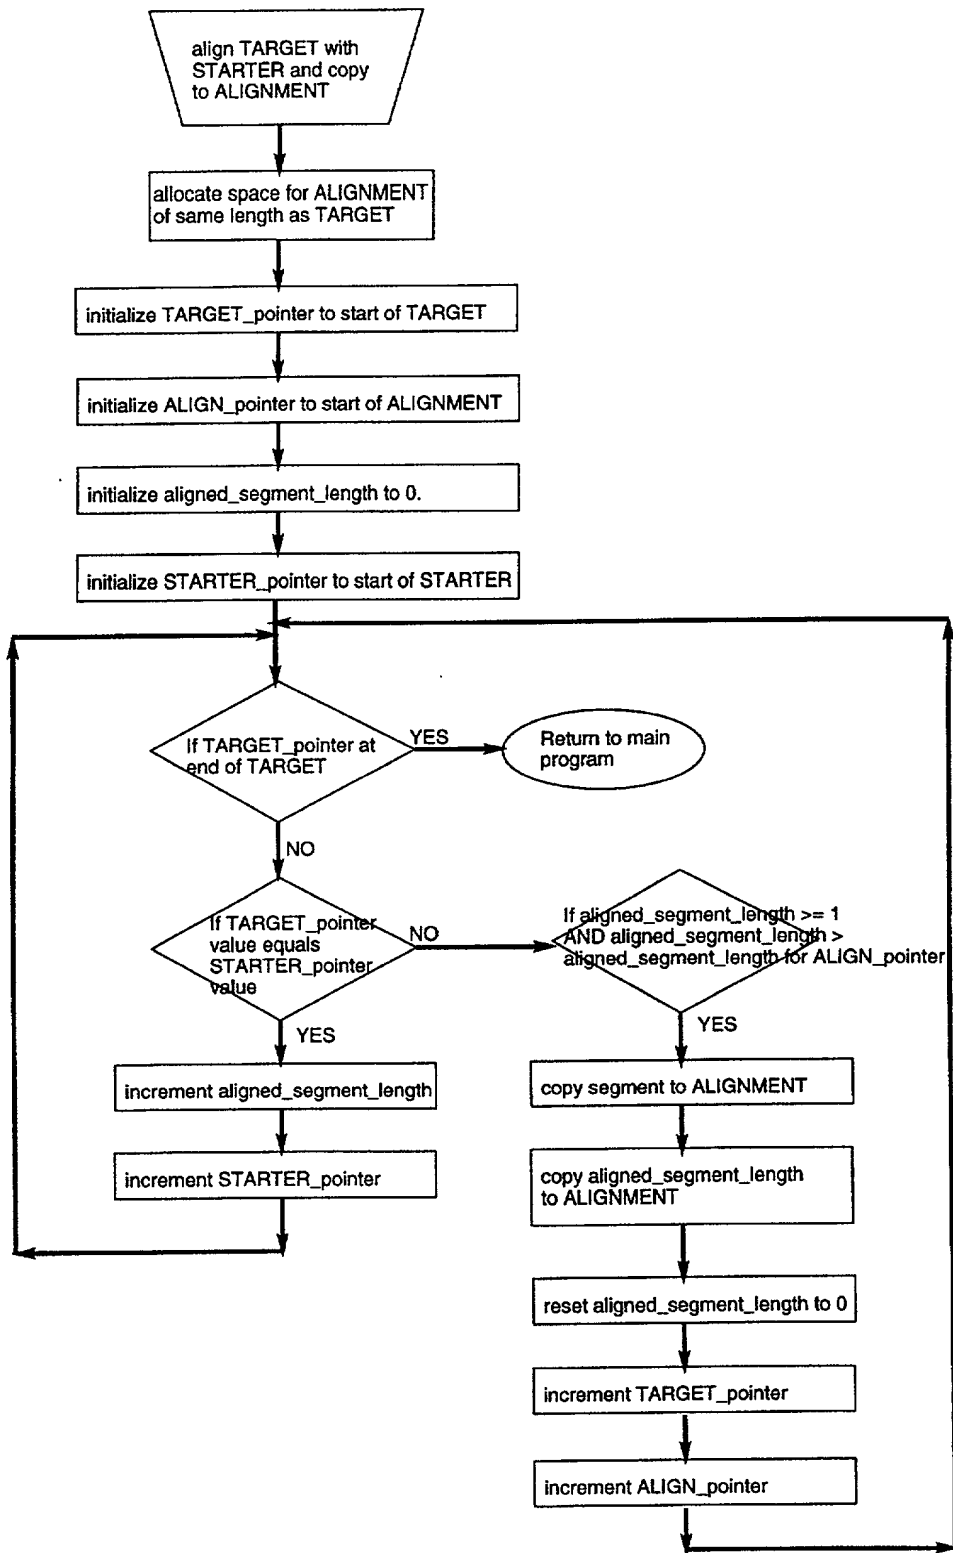 align TARGET with
STARTER and copy
to ALIGNMENT
allocate space for ALIGNMENT
of same length as TARGET
initialize TARGET_pointer to start of TARGET
initialize ALIGN_pointer to start of ALIGNMENT
initialize aligned_segment_length to 0.
initialize STARTER_pointer to start of STARTER
If TARGET_pointer at
end of TARGET
YES
Return to main
program
NO
If TARGET_pointer
value equals
STARTER_pointer
value
NO
If aligned_segment_length >= 1
AND aligned_segment_length >
aligned_segment_length for ALIGN_pointer
YES
increment aligned_segment_length
increment STARTER_pointer
YES
copy segment to ALIGNMENT
copy aligned_segment_length
to ALIGNMENT
reset aligned_segment_length to 0
increment TARGET_pointer
increment ALIGN_pointer